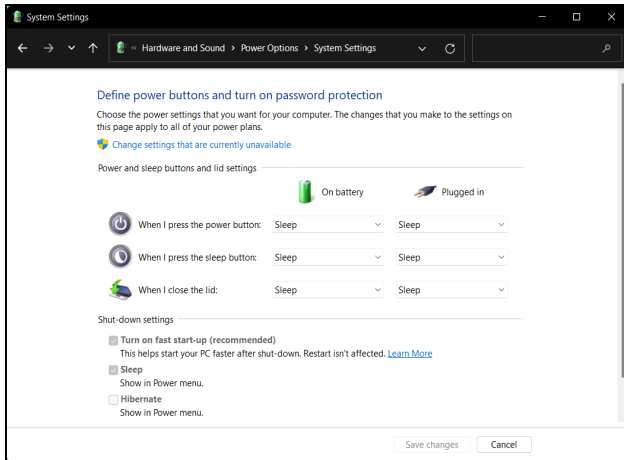 System Settings
« Hardware and Sound > Power Options > System Settings
Define power buttons and turn on password protection
Choose the power settings that you want for your computer. The changes that you make to the settings on
this page apply to all of your power plans.
Change settings that are currently unavailable
Power and sleep buttons and lid settings
On battery Plugged in
When I press the power button: Sleep Sleep
When I press the sleep button: Sleep Sleep
When I close the lid: Sleep Sleep
Shut-down settings
Turn on fast start-up (recommended)
This helps start your PC faster after shut-down. Restart isn't affected. Learn More
Sleep
Show in Power menu.
Hibernate
Show in Power menu.
Save changes Cancel